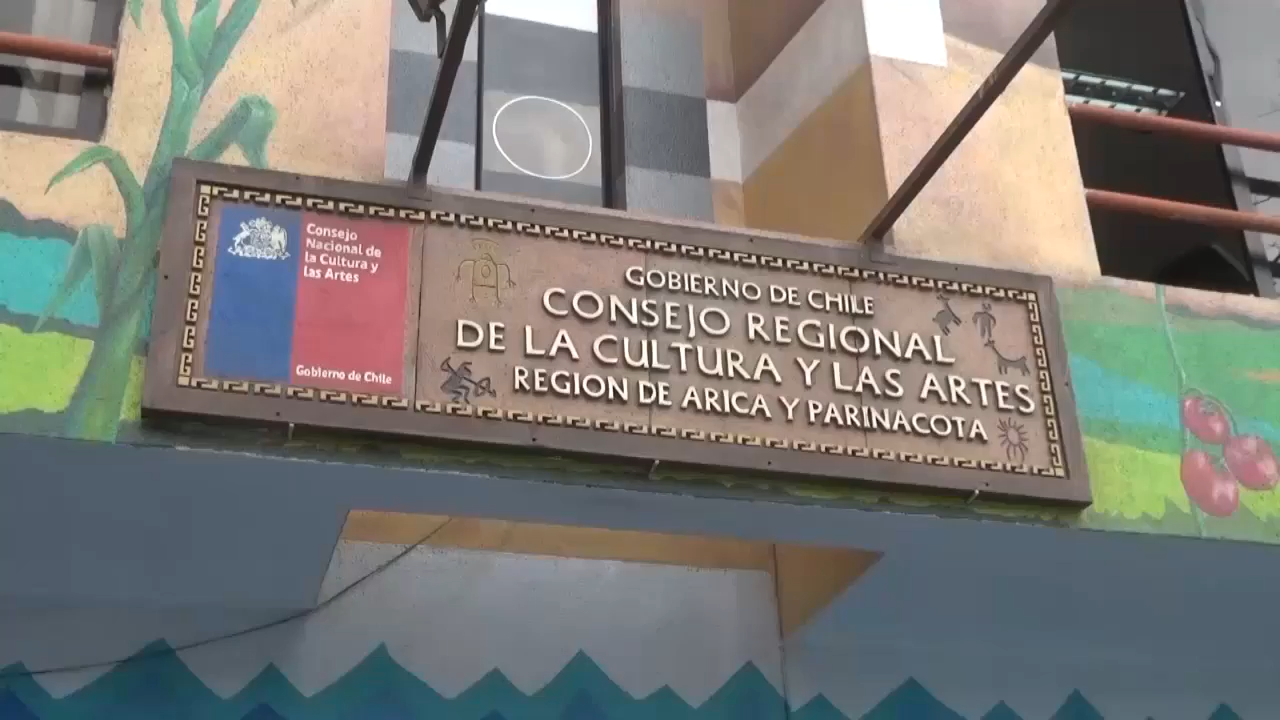 Consejo
Nacional de
la Cultura y
las Artes
Gobierno de Chile
GOBIERNO DE CHILE
CONSEJO REGIONAL
DE LA CULTURA Y LAS ARTES
REGION DE ARICA Y PARINACOTA